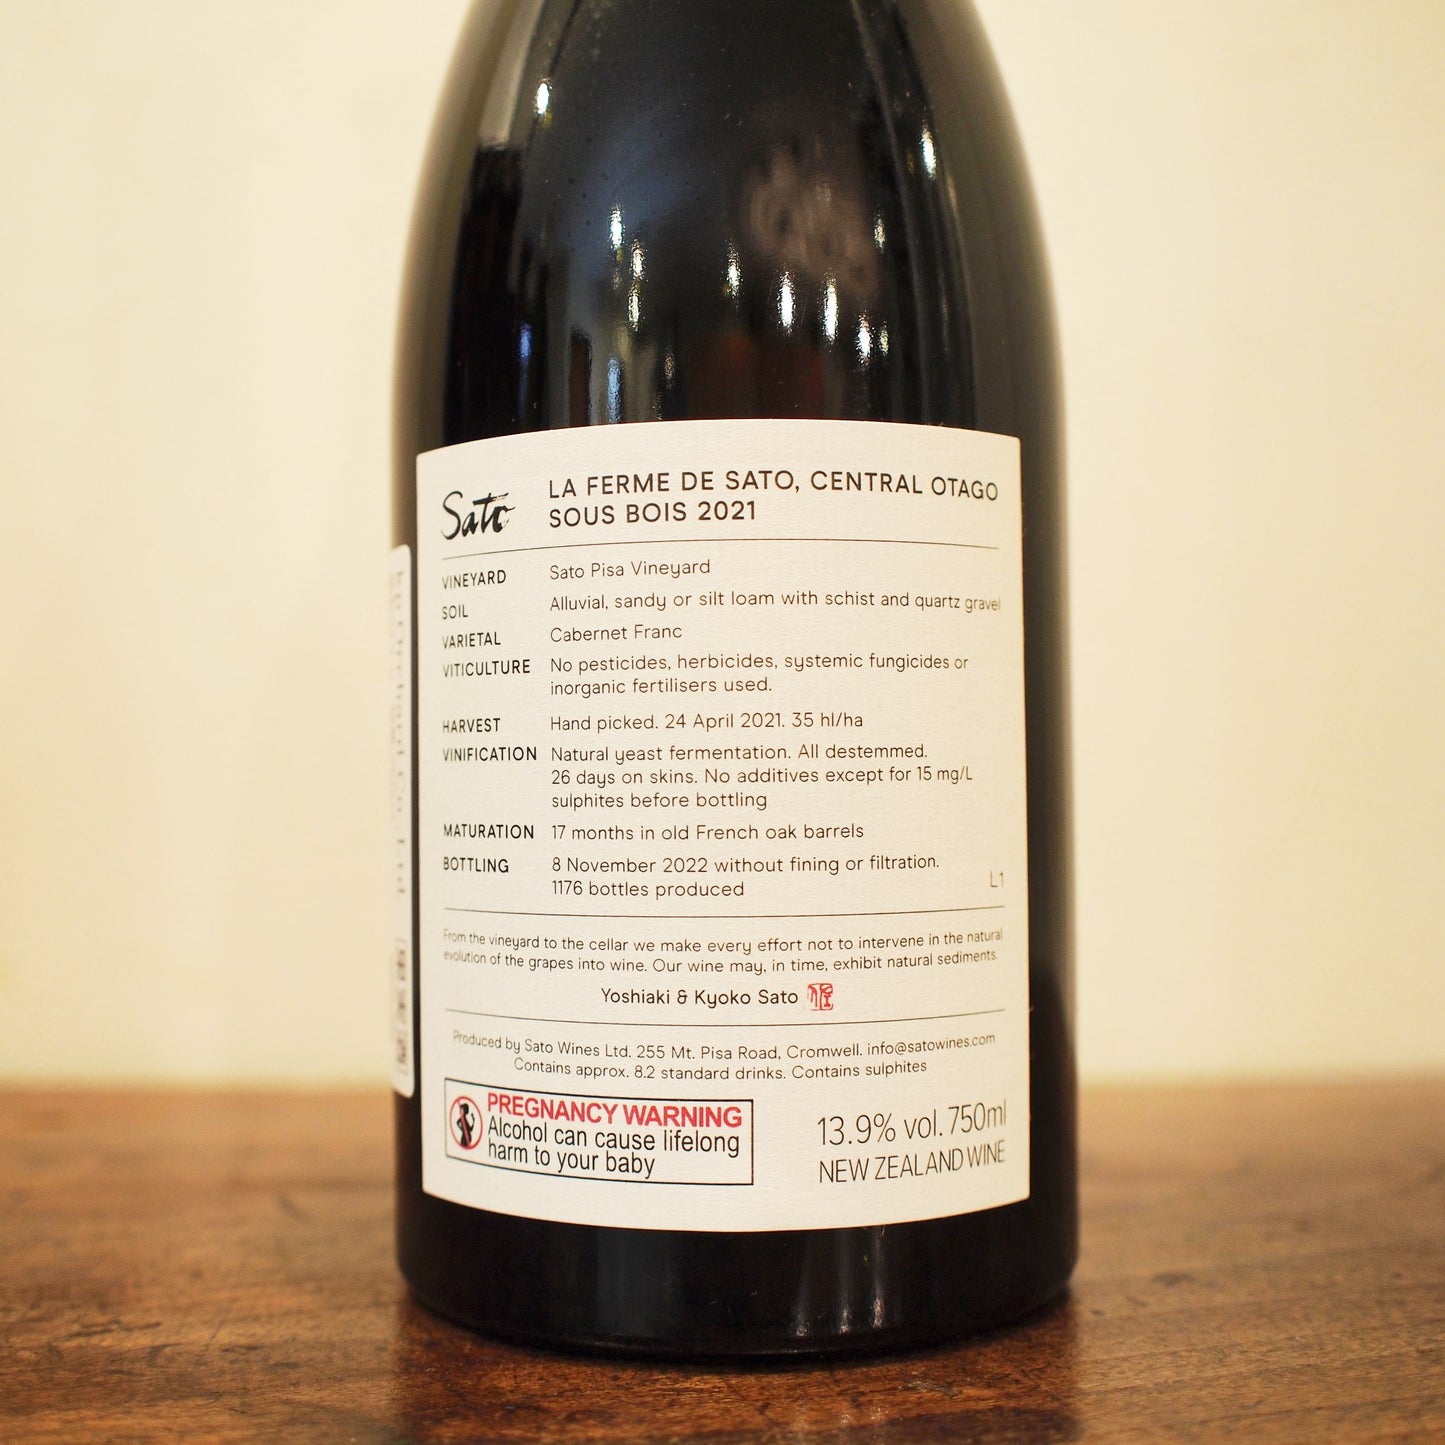 Sato
LA FERME DE SATO, CENTRAL OTAGO
SOUS BOIS 2021
VINEYARD Sato Pisa Vineyard
SOIL Alluvial, sandy or silt loam with schist and quartz gravel
VARIETAL Cabernet Franc
VITICULTURE No pesticides, herbicides, systemic fungicides or
inorganic fertilisers used.
HARVEST Hand picked. 24 April 2021. 35 hl/ha
VINIFICATION Natural yeast fermentation. All destemmed.
26 days on skins. No additives except for 15 mg/L
sulphites before bottling
MATURATION 17 months in old French oak barrels
BOTTLING 8 November 2022 without fining or filtration.
1176 bottles produced
L1
From the vineyard to the cellar we make every effort not to intervene in the natural
evolution of the grapes into wine. Our wine may, in time, exhibit natural sediments.
Yoshiaki & Kyoko Sato
Produced by Sato Wines Ltd. 255 Mt. Pisa Road, Cromwell. info@satowines.com
Contains approx. 8.2 standard drinks. Contains sulphites
PREGNANCY WARNING
Alcohol can cause lifelong
harm to your baby
13.9% vol. 750ml
NEW ZEALAND WINE